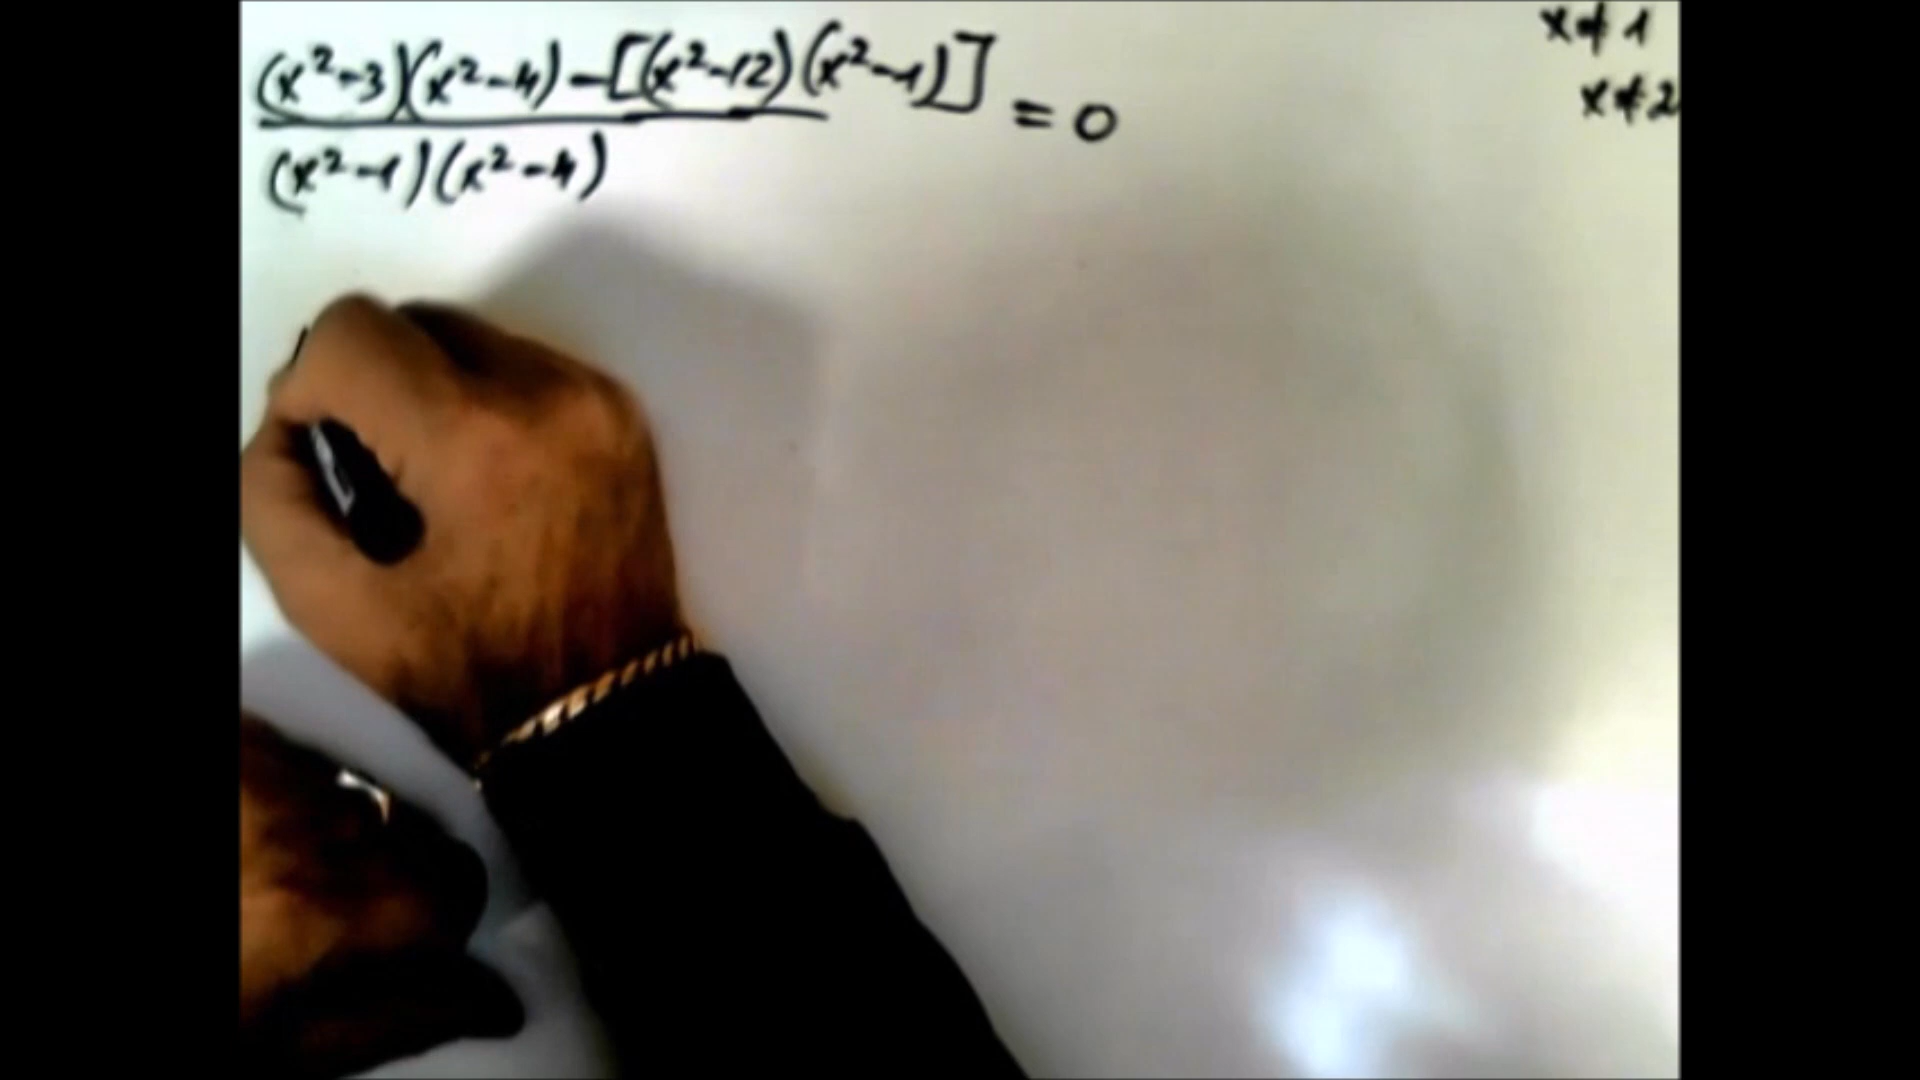 (x²-3)(x²-4)-[(x²-12)(x²-1)]
= 0
(x²-1)(x²-4)
x≠1
x≠2